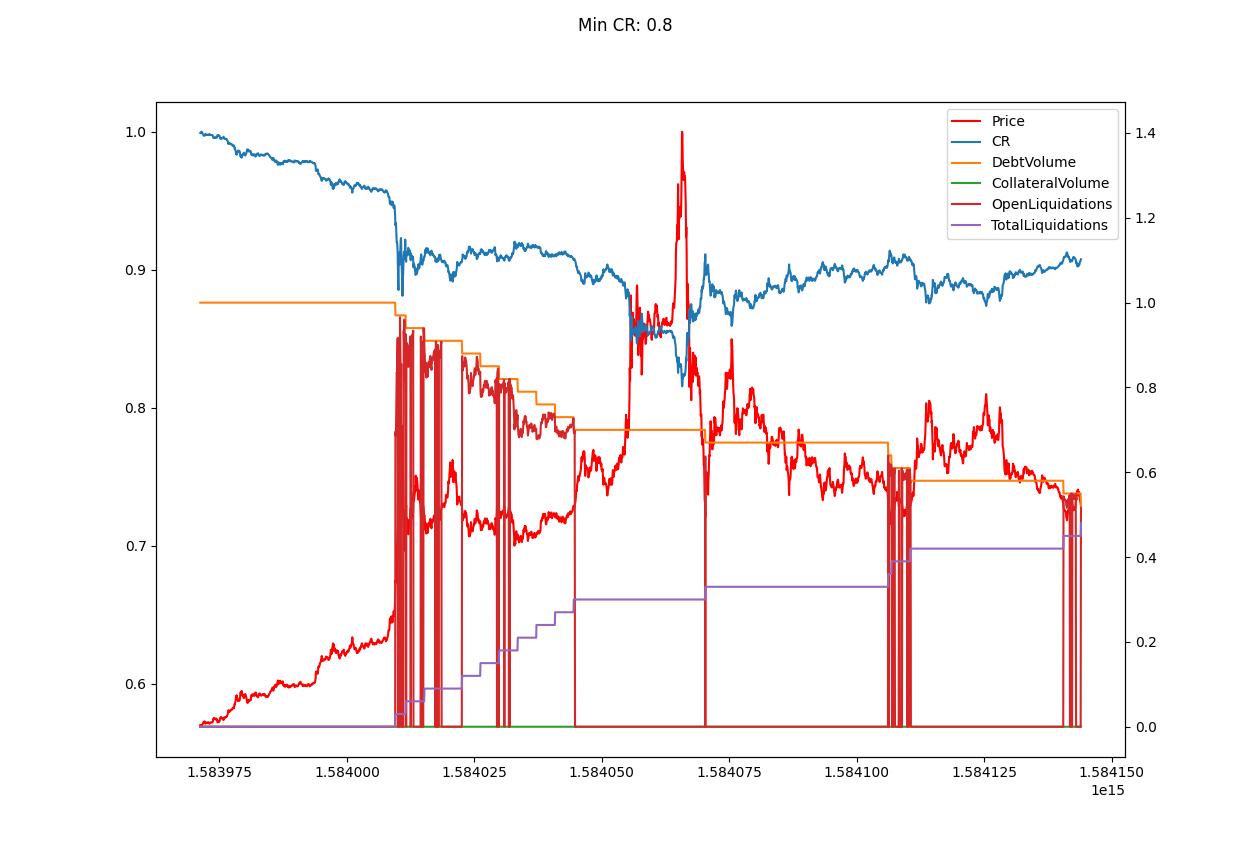 Min CR: 0.8
1.0
0.9
0.8
0.7
0.6
1.4
1.2
1.0
0.8
0.6
0.4
0.2
0.0
Price
CR
DebtVolume
CollateralVolume
OpenLiquidations
TotalLiquidations
1.583975
1.584000
1.584025
1.584050
1.584075
1.584100
1.584125
1.584150
1e15